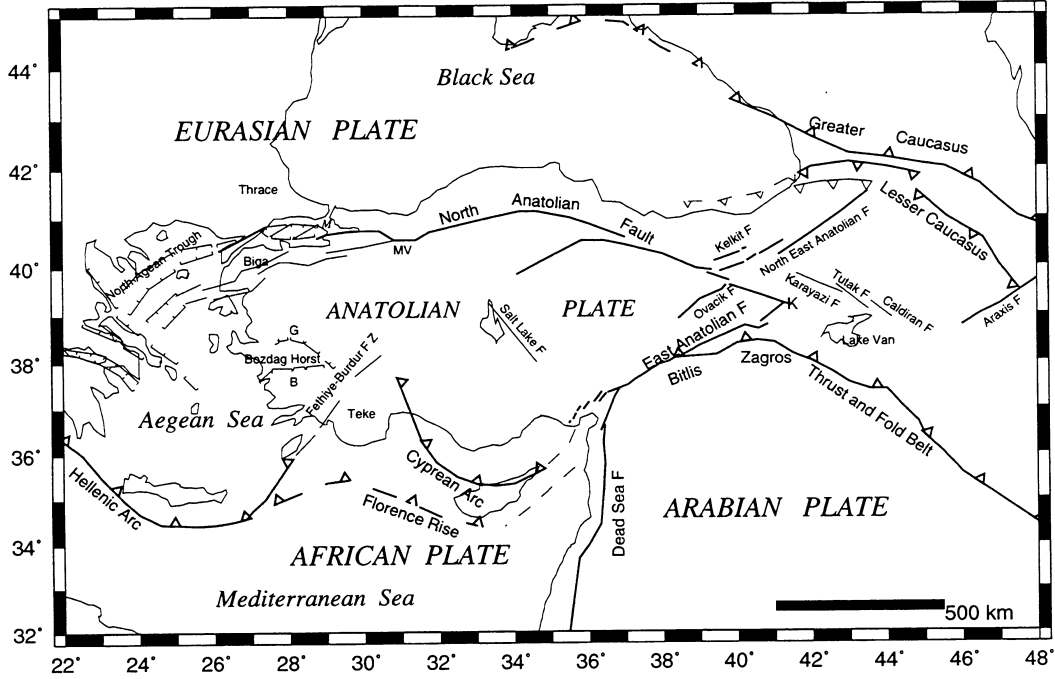 44°
42°
40°
38°
36°
34°
32°
Black Sea
EURASIAN PLATE
Greater Caucasus
Thrace
Lesser Caucasus
North Anatolian Fault
M
MV
Kelkit F
North East Anatolian F
North Agean Trough
Biga
Tutak F
Karayazi F
Caldiran F
Araxis F
ANATOLIAN PLATE
Ovacik F
K
Salt Lake F
East Anatolian F
Lake Van
G
Bozdag Horst
B
Fethiye-Burdur F Z
Bitlis Zagros Thrust and Fold Belt
Aegean Sea
Teke
Cyprean Arc
Hellenic Arc
Florence Rise
Dead Sea F
ARABIAN PLATE
AFRICAN PLATE
Mediterranean Sea
500 km
22° 24° 26° 28° 30° 32° 34° 36° 38° 40° 42° 44° 46° 48°